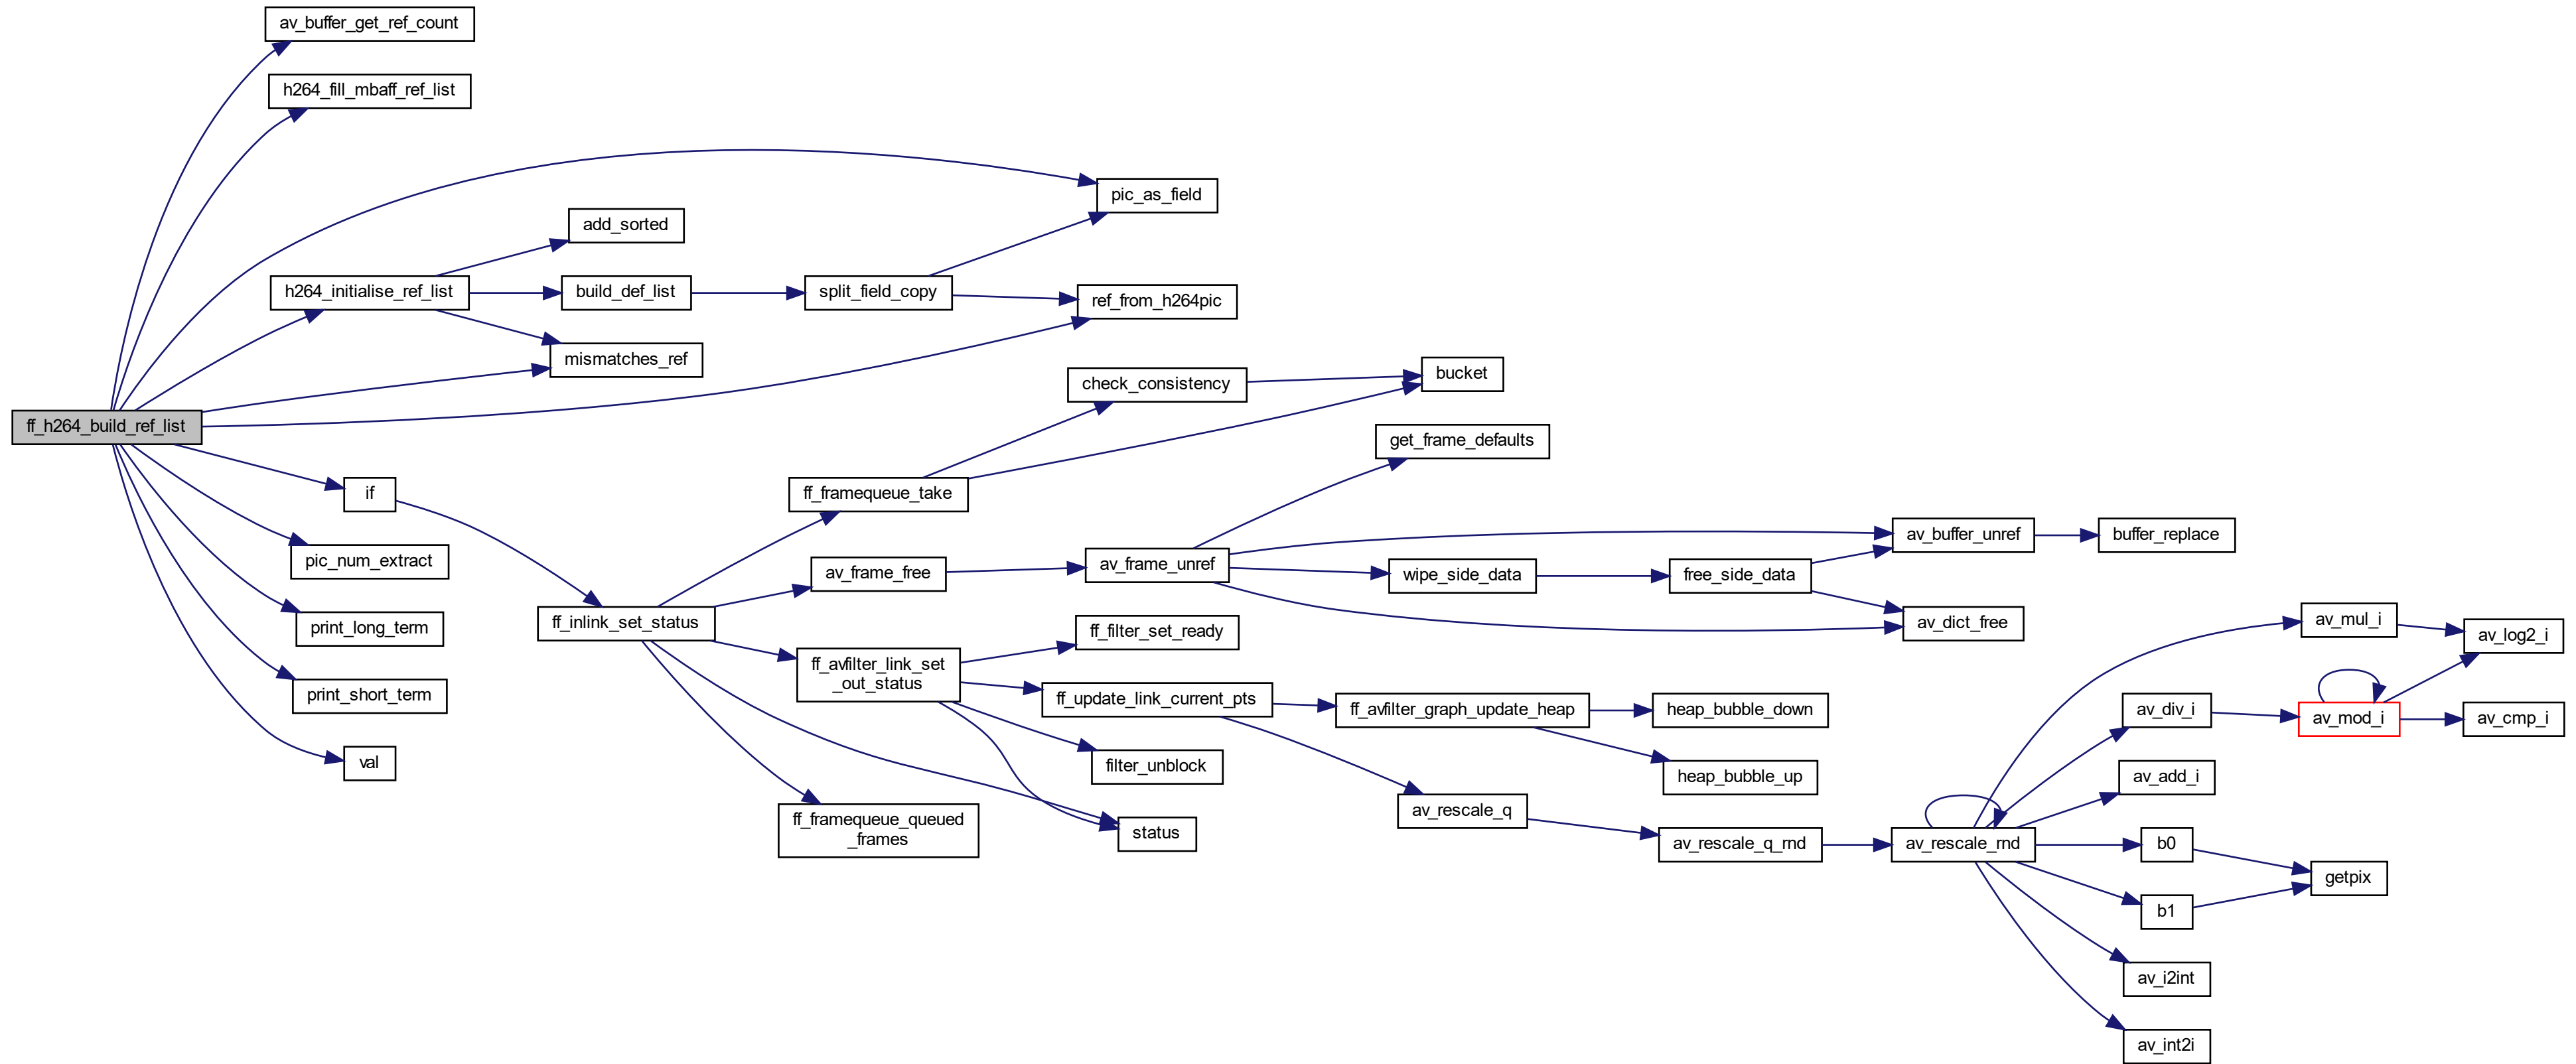 av_buffer_get_ref_count
h264_fill_mbaff_ref_list
pic_as_field
add_sorted
h264_initialise_ref_list
build_def_list
split_field_copy
ref_from_h264pic
mismatches_ref
check_consistency
bucket
ff_h264_build_ref_list
get_frame_defaults
if
ff_framequeue_take
av_buffer_unref
buffer_replace
pic_num_extract
av_frame_free
av_frame_unref
wipe_side_data
free_side_data
print_long_term
ff_inlink_set_status
ff_filter_set_ready
av_dict_free
av_mul_i
av_log2_i
print_short_term
ff_avfilter_link_set
_out_status
ff_update_link_current_pts
ff_avfilter_graph_update_heap
heap_bubble_down
av_div_i
av_mod_i
av_cmp_i
val
filter_unblock
heap_bubble_up
av_add_i
ff_framequeue_queued
_frames
status
av_rescale_q
av_rescale_q_rnd
av_rescale_rnd
b0
getpix
b1
av_i2int
av_int2i